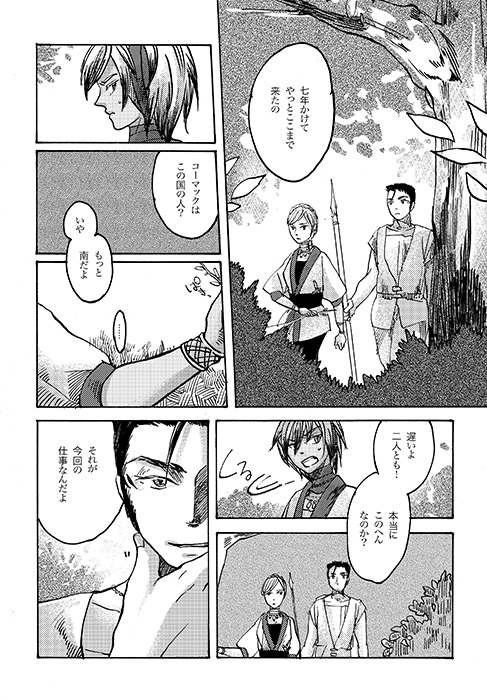 七年かけて
やっとここまで
来たの
コーマックは
この国の人？
いや
もっと
南だよ
…
遅いよ
二人とも！
くるっ
本当に
このへん
なのか？
それが
今回の
仕事なんだよ